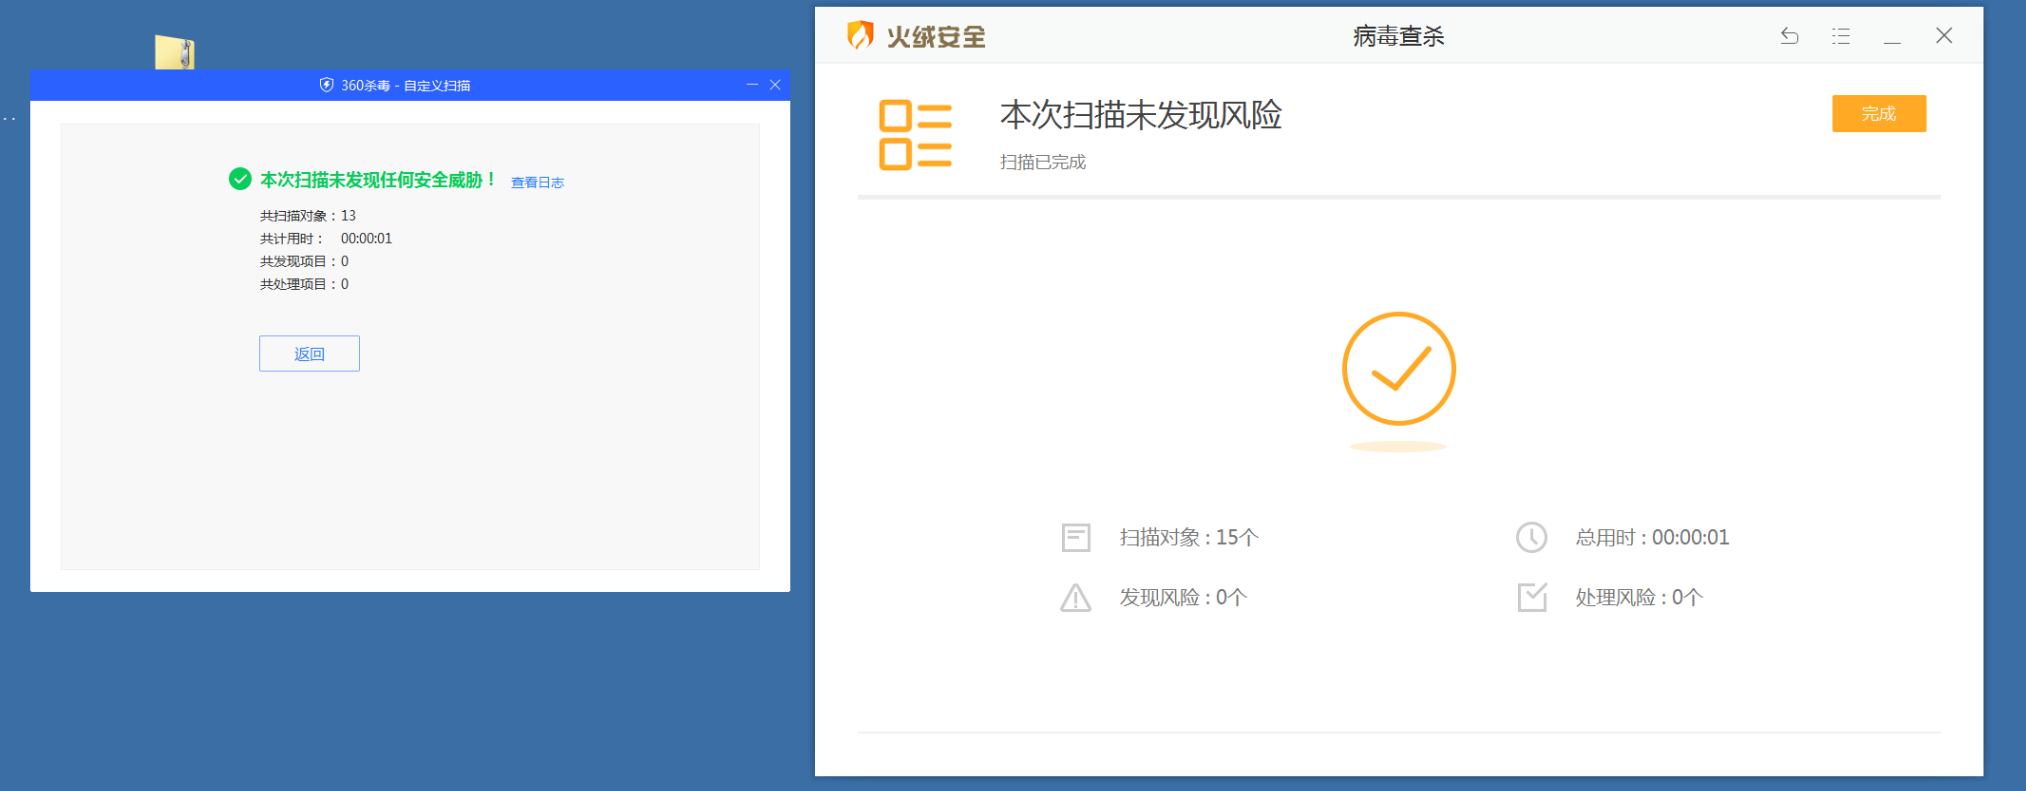 360杀毒 - 自定义扫描
本次扫描未发现任何安全威胁！ 查看日志
共扫描对象：13
共计用时： 00:00:01
共发现项目：0
共处理项目：0
返回
火绒安全
病毒查杀
本次扫描未发现风险
完成
扫描已完成
扫描对象 : 15个
总用时 : 00:00:01
发现风险 : 0个
处理风险 : 0个